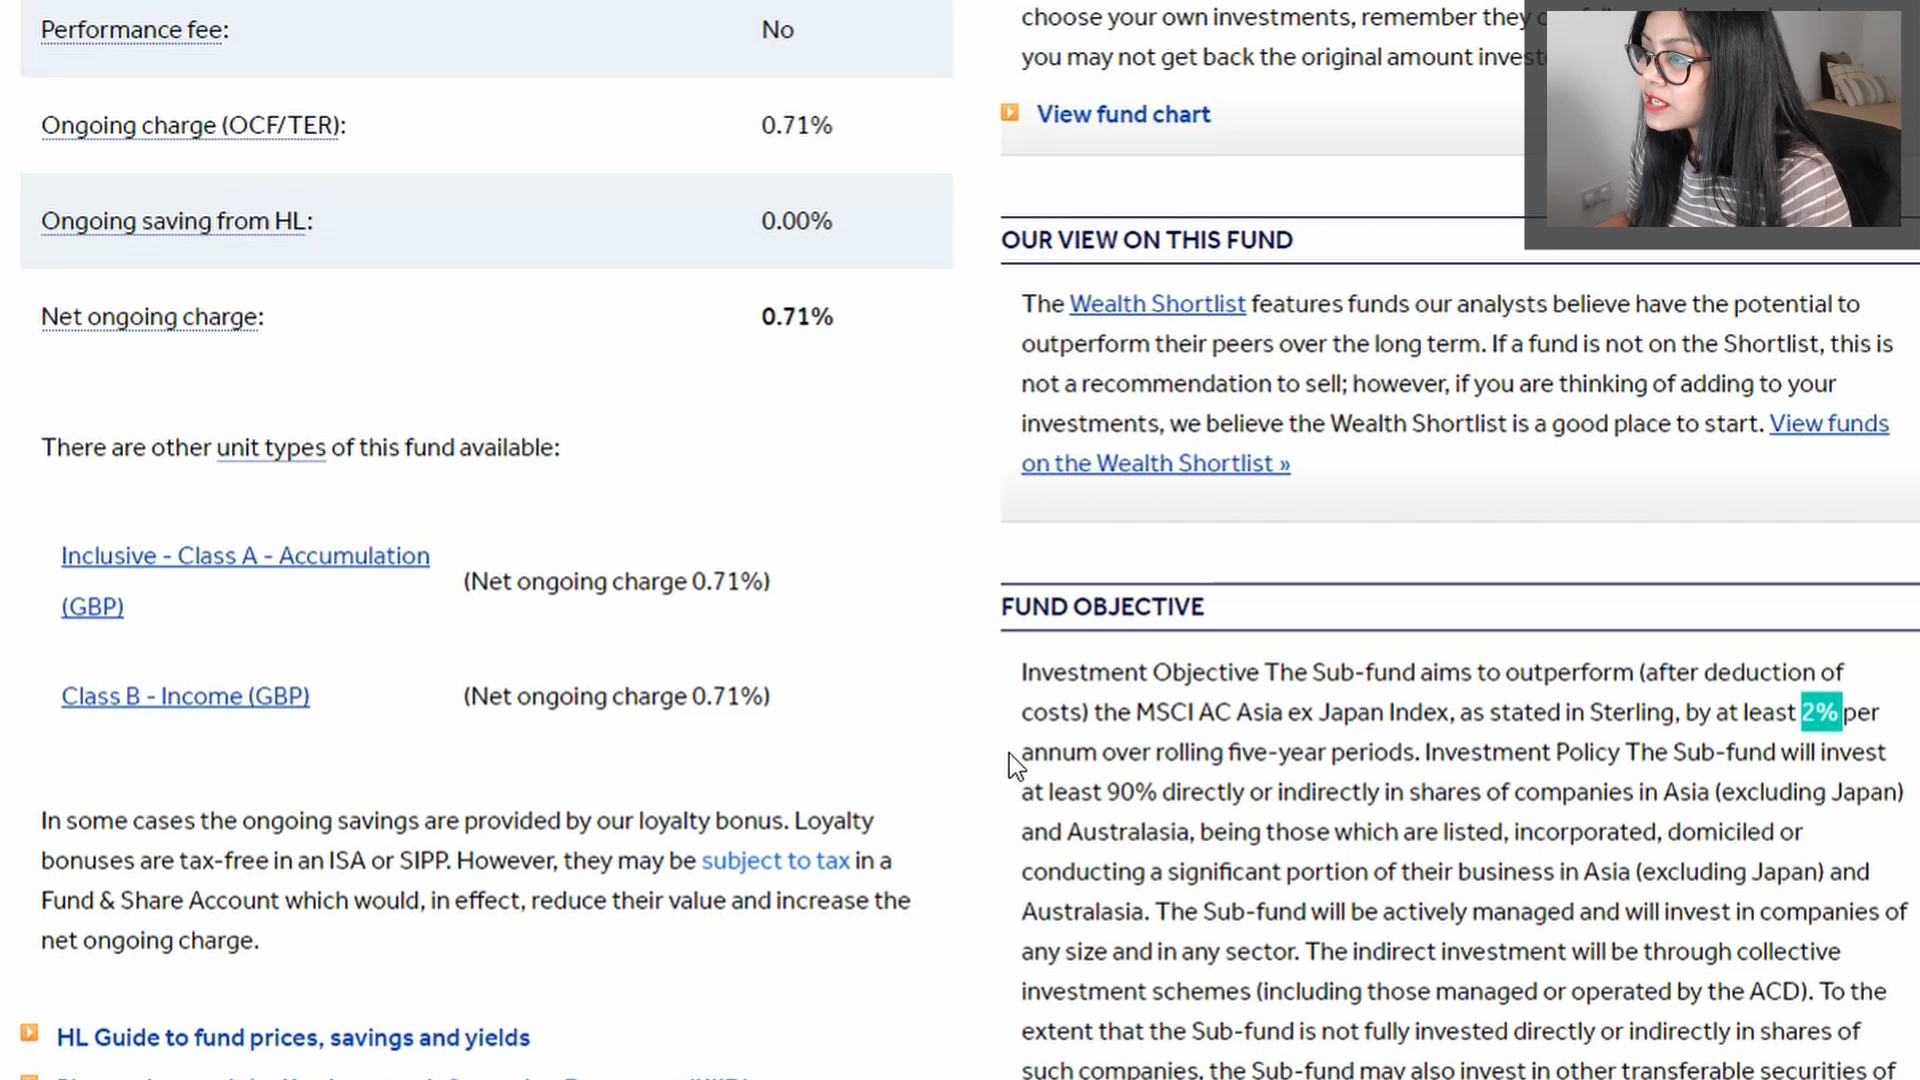 Performance fee: No
Ongoing charge (OCF/TER): 0.71%
Ongoing saving from HL: 0.00%
Net ongoing charge: 0.71%
There are other unit types of this fund available:
Inclusive - Class A - Accumulation
(GBP)
(Net ongoing charge 0.71%)
Class B - Income (GBP) (Net ongoing charge 0.71%)
In some cases the ongoing savings are provided by our loyalty bonus. Loyalty
bonuses are tax-free in an ISA or SIPP. However, they may be subject to tax in a
Fund & Share Account which would, in effect, reduce their value and increase the
net ongoing charge.
HL Guide to fund prices, savings and yields
choose your own investments, remember they
you may not get back the original amount
View fund chart
OUR VIEW ON THIS FUND
The Wealth Shortlist features funds our analysts believe have the potential to
outperform their peers over the long term. If a fund is not on the Shortlist, this is
not a recommendation to sell; however, if you are thinking of adding to your
investments, we believe the Wealth Shortlist is a good place to start. View funds
on the Wealth Shortlist »
FUND OBJECTIVE
Investment Objective The Sub-fund aims to outperform (after deduction of
costs) the MSCI AC Asia ex Japan Index, as stated in Sterling, by at least 2% per
annum over rolling five-year periods. Investment Policy The Sub-fund will invest
at least 90% directly or indirectly in shares of companies in Asia (excluding Japan)
and Australasia, being those which are listed, incorporated, domiciled or
conducting a significant portion of their business in Asia (excluding Japan) and
Australasia. The Sub-fund will be actively managed and will invest in companies of
any size and in any sector. The indirect investment will be through collective
investment schemes (including those managed or operated by the ACD). To the
extent that the Sub-fund is not fully invested directly or indirectly in shares of
such companies, the Sub-fund may also invest in other transferable securities of